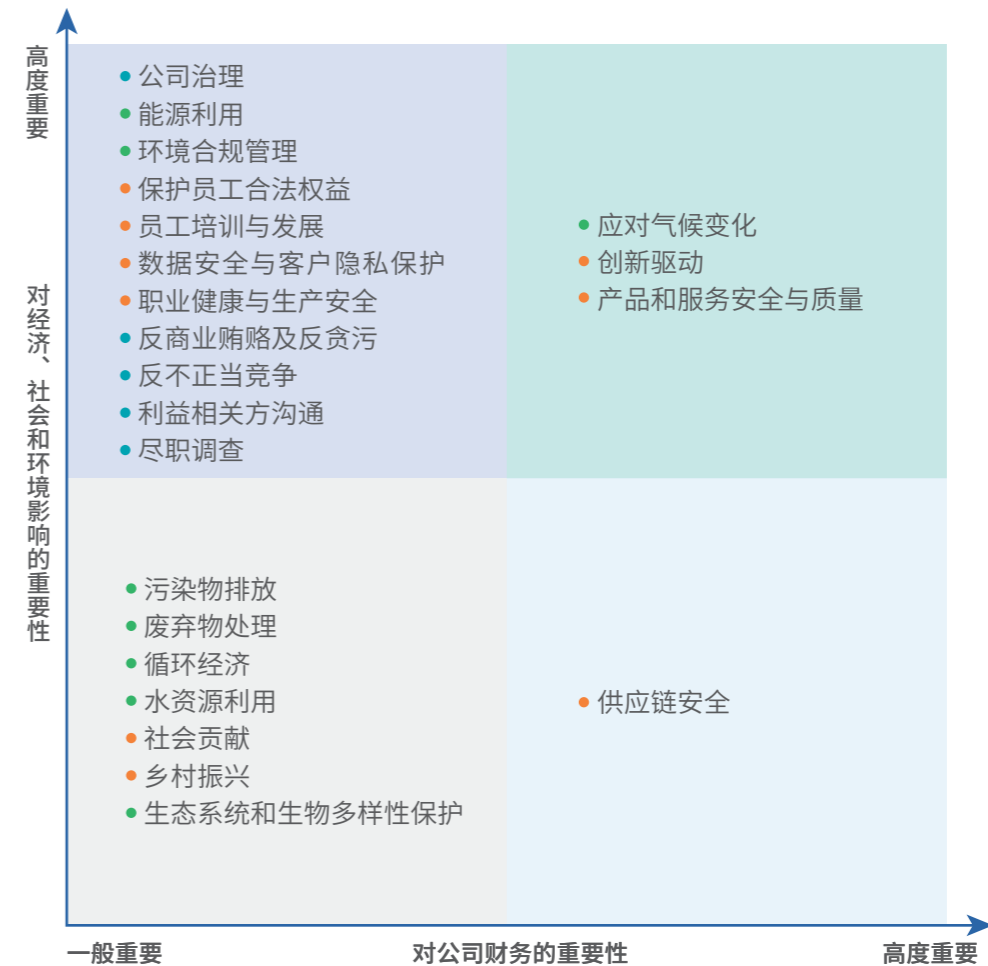 高度重要
对经济、社会和环境影响的重要性
公司治理
能源利用
环境合规管理
保护员工合法权益
员工培训与发展
数据安全与客户隐私保护
职业健康与生产安全
反商业贿赂及反贪污
反不正当竞争
利益相关方沟通
尽职调查
应对气候变化
创新驱动
产品和服务安全与质量
污染物排放
废弃物处理
循环经济
水资源利用
社会贡献
乡村振兴
生态系统和生物多样性保护
供应链安全
一般重要
对公司财务的重要性
高度重要